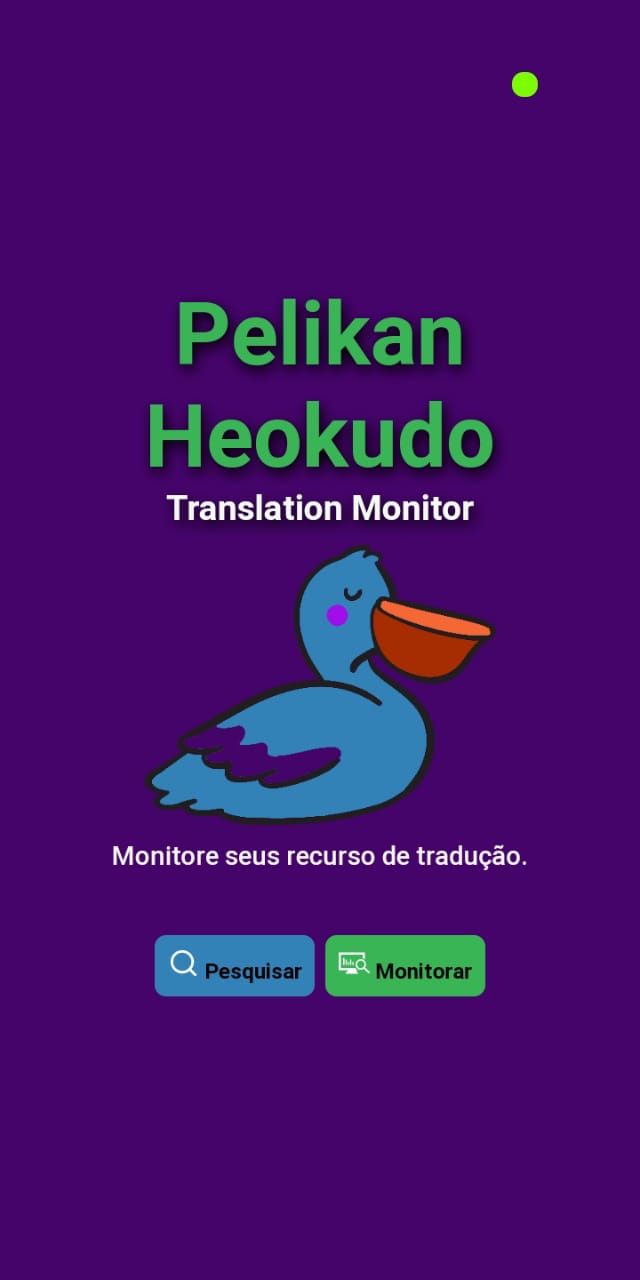 Pelikan
Heokudo
Translation Monitor
Monitore seus recurso de tradução.
Pesquisar
Monitorar